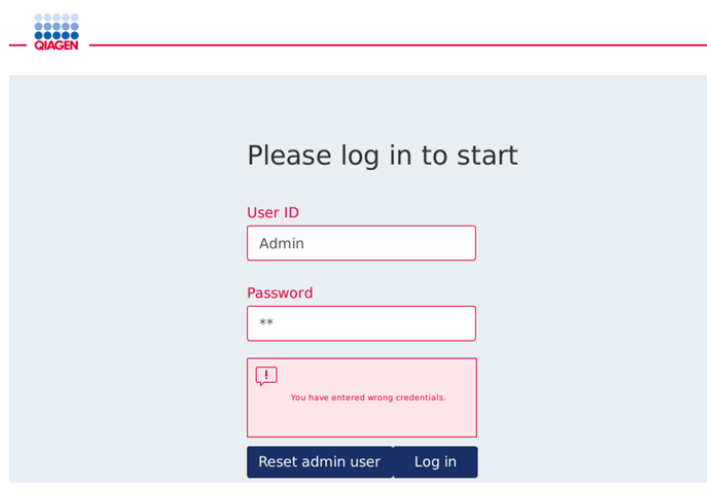 QIAGEN
Please log in to start
User ID
Admin
Password
**
You have entered wrong credentials.
Reset admin user
Log in